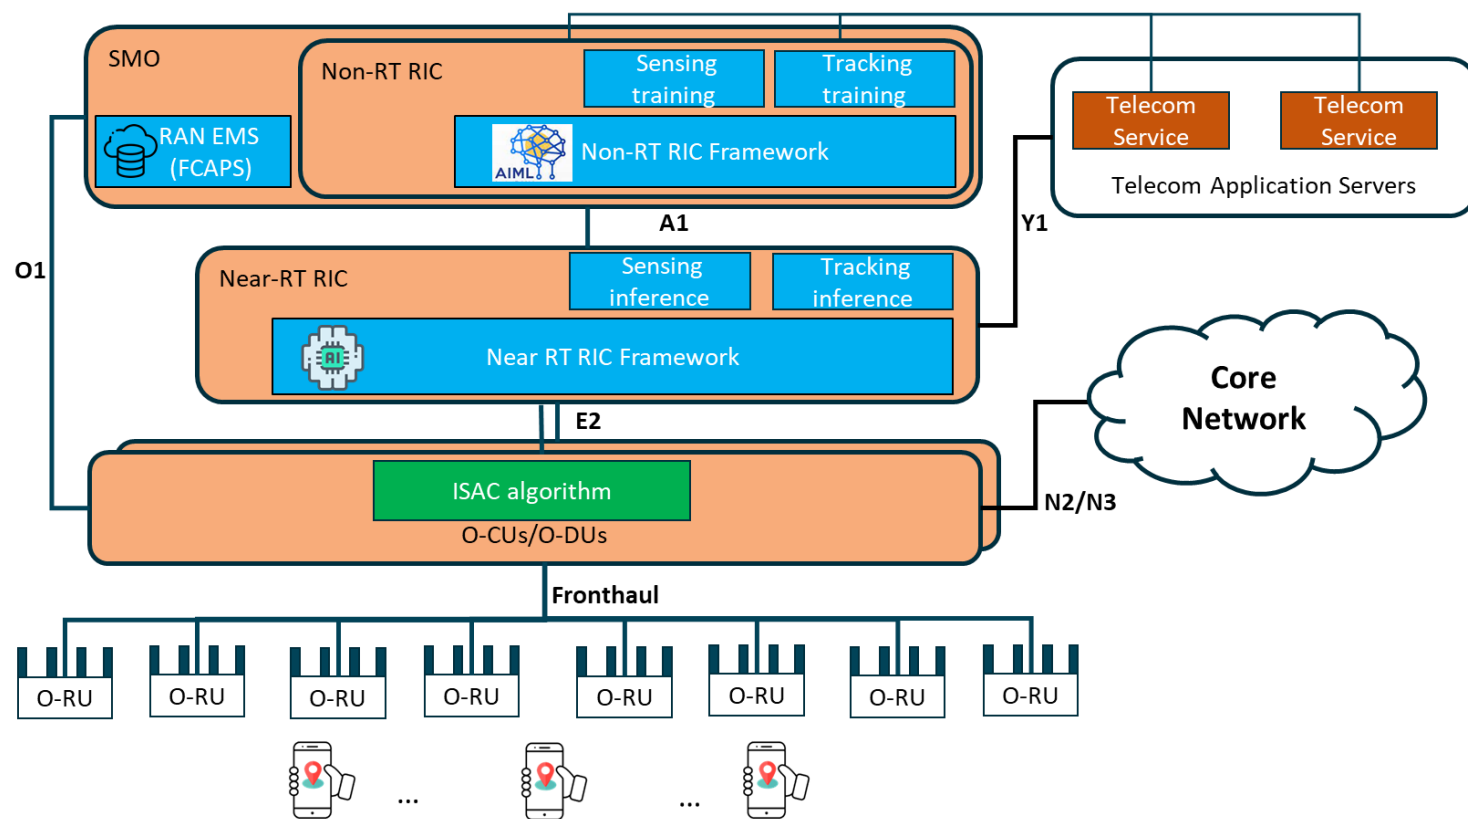 SMO
Non-RT RIC
Sensing
training
Tracking
training
RAN EMS
(FCAPS)
AIML
Non-RT RIC Framework
Telecom
Service
Telecom
Service
Telecom Application Servers
A1
Y1
O1
Near-RT RIC
Sensing
inference
Tracking
inference
AI
Near RT RIC Framework
Core
Network
E2
ISAC algorithm
O-CUs/O-DUs
N2/N3
Fronthaul
O-RU
O-RU
O-RU
O-RU
O-RU
O-RU
O-RU
O-RU
...
...